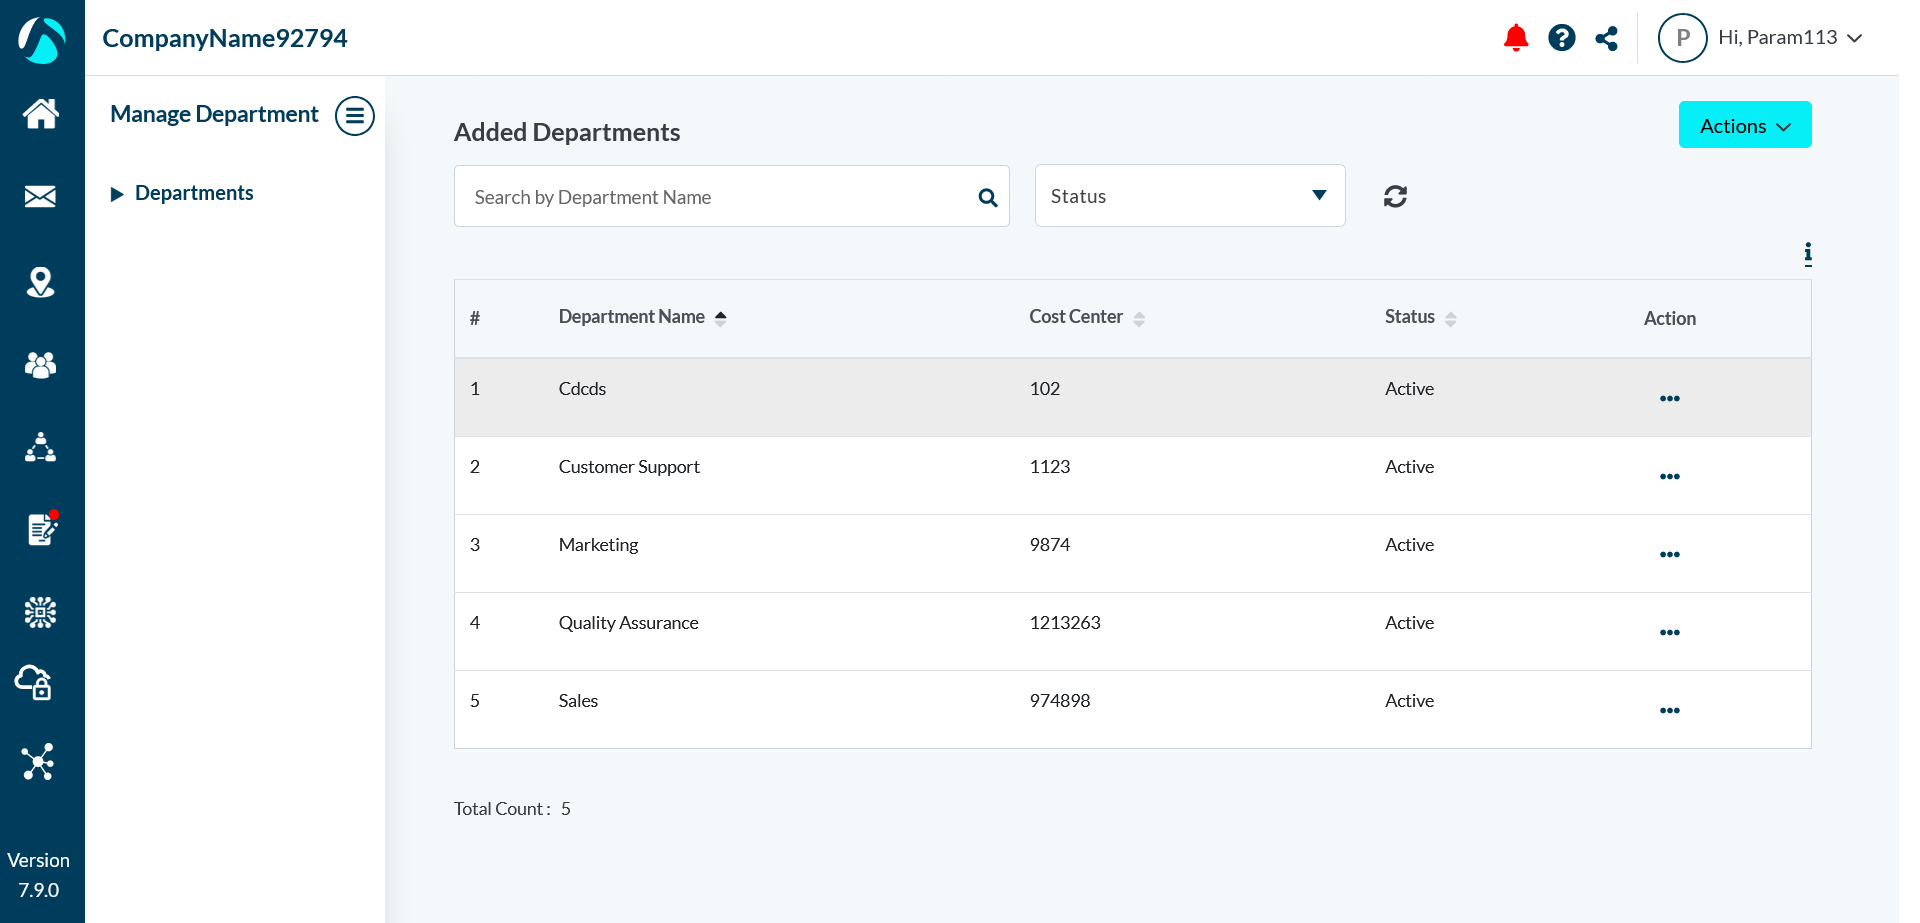 CompanyName92794
P
Hi, Param113
Manage Department
Departments
Added Departments
Actions
Search by Department Name
Status
# Department Name Cost Center Status Action
1 Cdcds 102 Active
2 Customer Support 1123 Active
3 Marketing 9874 Active
4 Quality Assurance 1213263 Active
5 Sales 974898 Active
Total Count : 5
Version
7.9.0